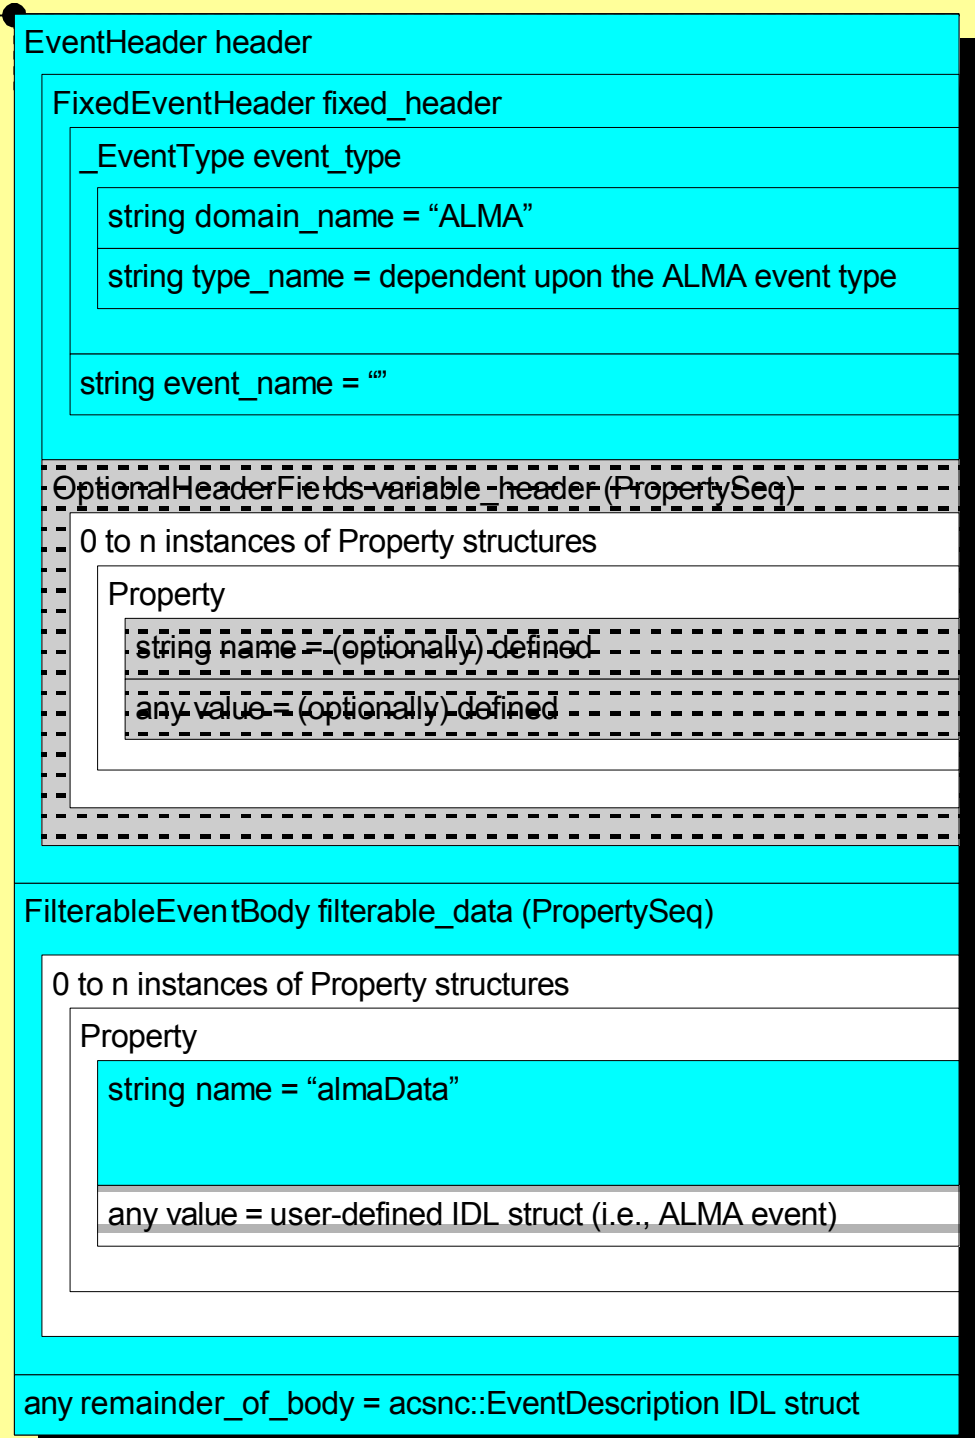 EventHeader header
FixedEventHeader fixed_header
_EventType event_type
string domain_name = “ALMA”
string type_name = dependent upon the ALMA event type
string event_name = “”
OptionalHeaderFields variable_header (PropertySeq)
0 to n instances of Property structures
Property
string name = (optionally) defined
any value = (optionally) defined
FilterableEventBody filterable_data (PropertySeq)
0 to n instances of Property structures
Property
string name = “almaData”
any value = user-defined IDL struct (i.e., ALMA event)
any remainder_of_body = acsnc::EventDescription IDL struct